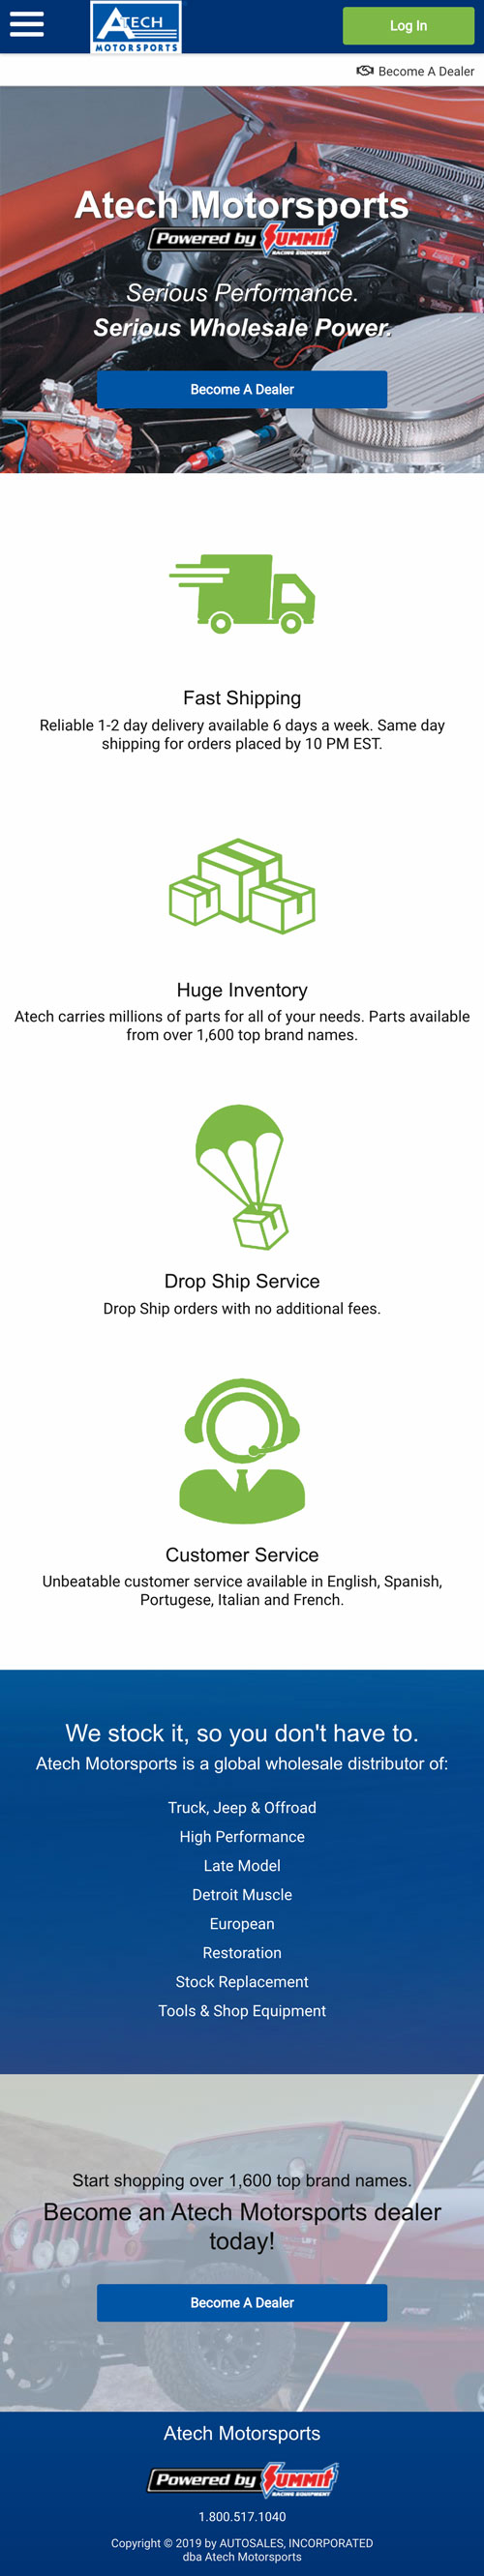 ATECH
MOTORSPORTS
Log In
Become A Dealer
Atech Motorsports
Powered by SUMMIT
RACING EQUIPMENT
Serious Performance.
Serious Wholesale Power.
Become A Dealer
Fast Shipping
Reliable 1-2 day delivery available 6 days a week. Same day
shipping for orders placed by 10 PM EST.
Huge Inventory
Atech carries millions of parts for all of your needs. Parts available
from over 1,600 top brand names.
Drop Ship Service
Drop Ship orders with no additional fees.
Customer Service
Unbeatable customer service available in English, Spanish,
Portugese, Italian and French.
We stock it, so you don't have to.
Atech Motorsports is a global wholesale distributor of:
Truck, Jeep & Offroad
High Performance
Late Model
Detroit Muscle
European
Restoration
Stock Replacement
Tools & Shop Equipment
Start shopping over 1,600 top brand names.
Become an Atech Motorsports dealer
today!
Become A Dealer
Atech Motorsports
Powered by SUMMIT
RACING EQUIPMENT
1.800.517.1040
Copyright © 2019 by AUTOSALES, INCORPORATED
dba Atech Motorsports